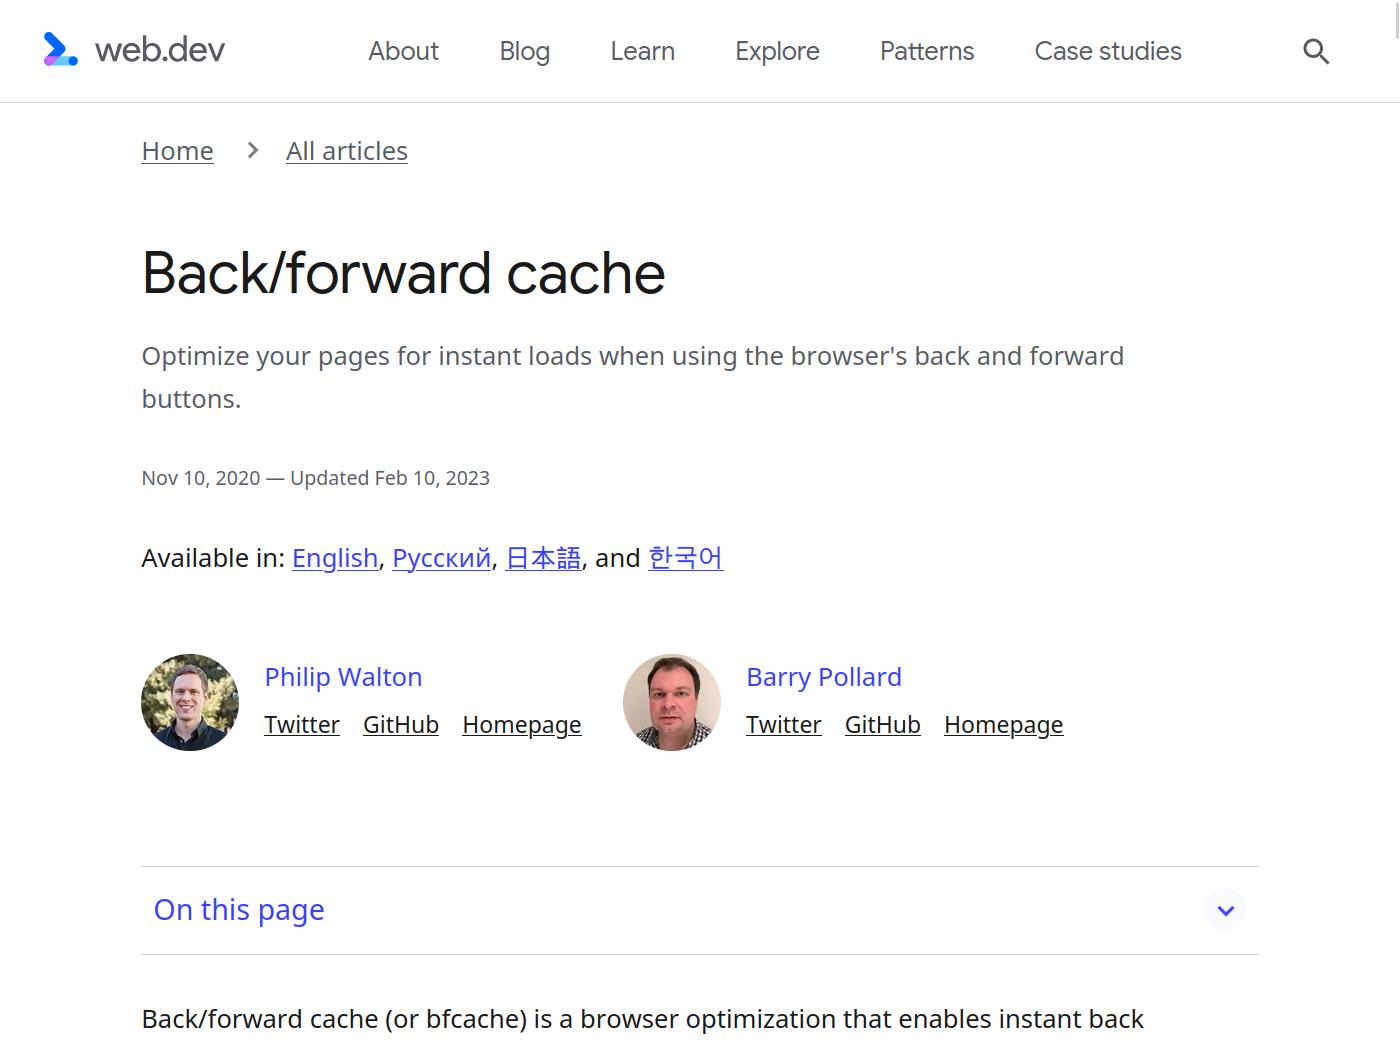 web.dev About Blog Learn Explore Patterns Case studies
Home All articles
Back/forward cache
Optimize your pages for instant loads when using the browser's back and forward
buttons.
Nov 10, 2020 — Updated Feb 10, 2023
Available in: English, Русский, 日本語, and 한국어
Philip Walton
Twitter GitHub Homepage
Barry Pollard
Twitter GitHub Homepage
On this page
Back/forward cache (or bfcache) is a browser optimization that enables instant back